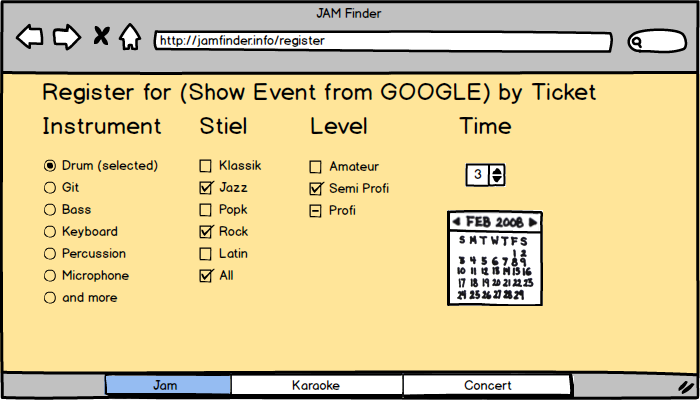 JAM Finder
http://jamfinder.info/register
Register for (Show Event from GOOGLE) by Ticket
Instrument Stiel Level Time
Drum (selected) Klassik Amateur 3
Git Jazz Semi Profi
Bass Popk Profi
Keyboard Rock
Percussion Latin
Microphone All
and more
FEB 2008
S M T W T F S
1 2
3 4 5 6 7 8 9
10 11 12 13 14 15 16
17 18 19 20 21 22 23
24 25 26 27 28 29
Jam Karaoke Concert